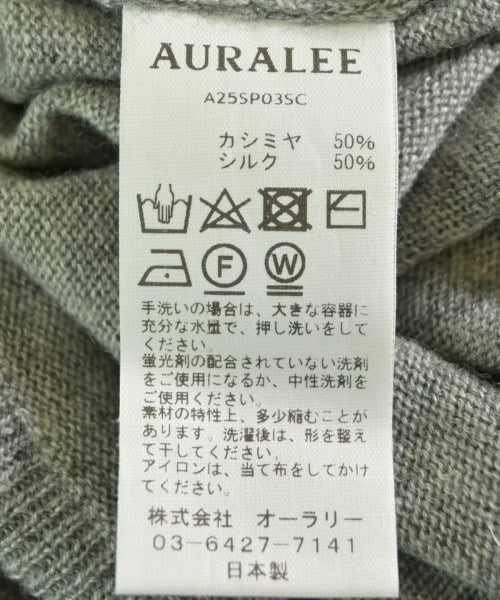 AURALEE
A25SP03SC
カシミヤ 50%
シルク 50%
F
W
手洗いの場合は、大きな容器に
充分な水量で、押し洗いをして
ください。
蛍光剤の配合されていない洗剤
をご使用になるか、中性洗剤を
ご使用ください。
素材の特性上、多少縮むことが
あります。洗濯後は、形を整え
て干してください。
アイロンは、当て布をしてかけ
てください。
株式会社 オーラリー
03-6427-7141
日本製